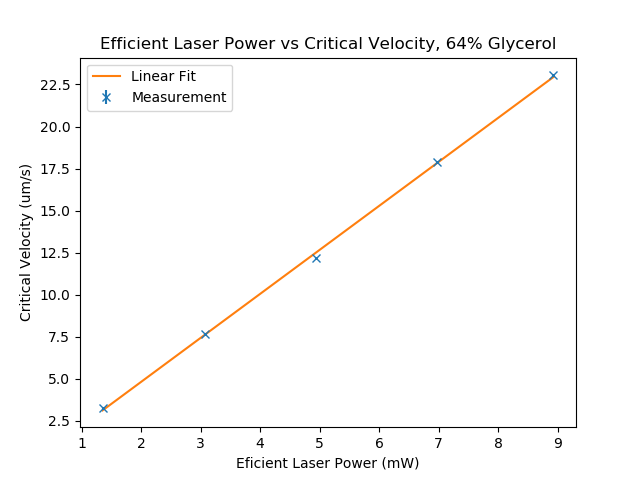 Efficient Laser Power vs Critical Velocity, 64% Glycerol
Linear Fit
Measurement
22.5
20.0
17.5
15.0
12.5
10.0
7.5
5.0
2.5
Critical Velocity (um/s)
1 2 3 4 5 6 7 8 9
Eficient Laser Power (mW)